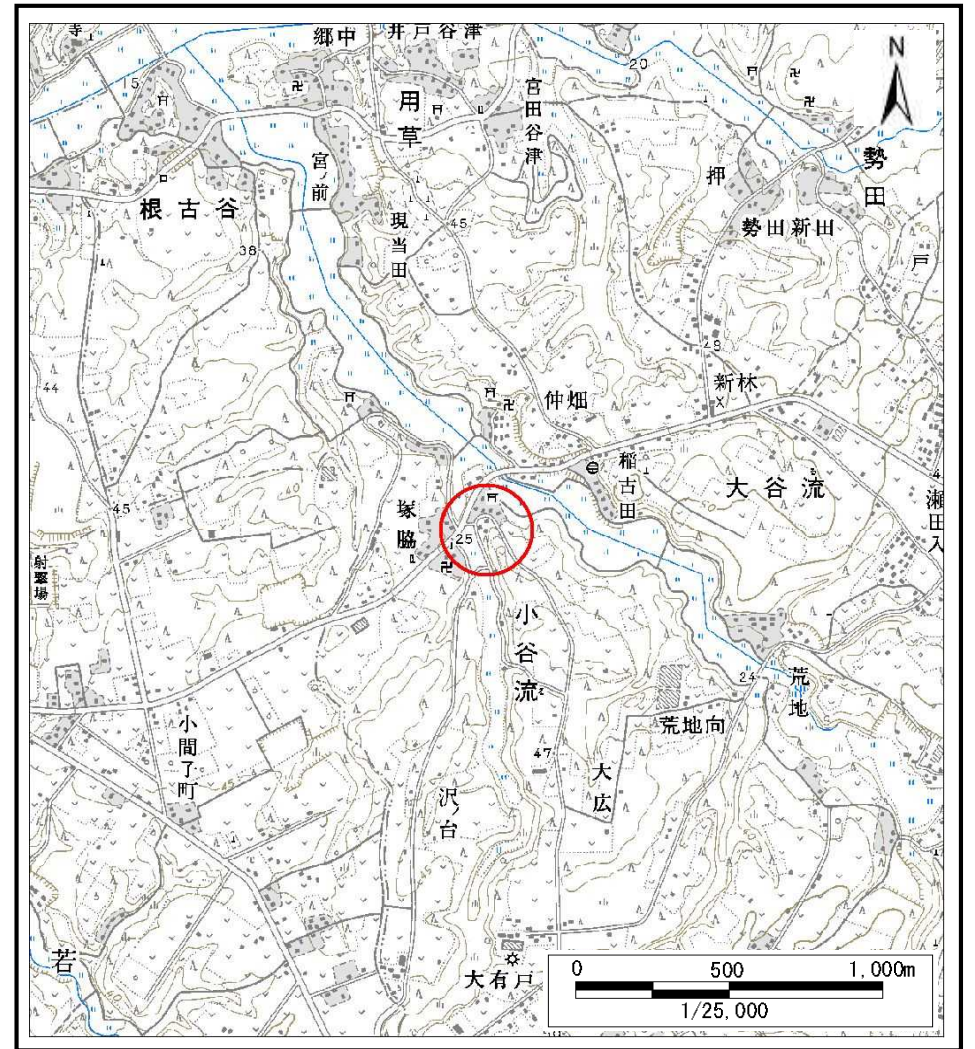 寺
郷中
井戸谷津
N
用草
宮田谷津
20
5
宮ノ前
押
勢田
根古谷
現当田
45
勢田新田
38
戸
48
44
新林
仲畑
稲古田
大谷流
瀬田入
45
塚脇
25
射撃場
小谷流
荒地
24
荒地向
小間子町
47
大広
沢ノ台
若
大有戸
0 500 1,000m
1/25,000